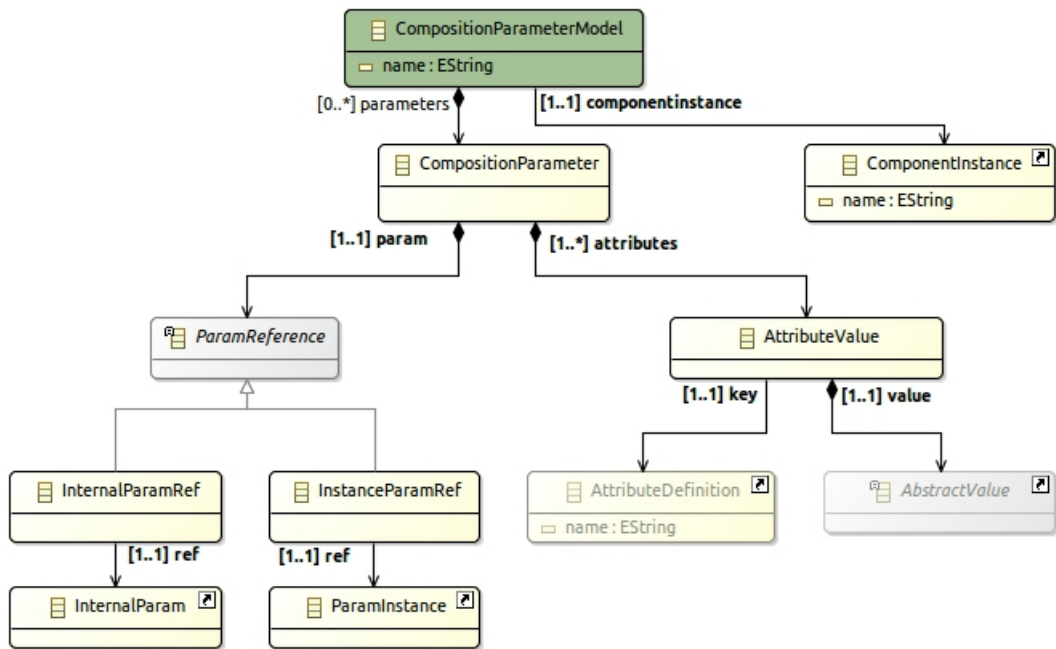 CompositionParameterModel
name : EString
[0..*] parameters
[1..1] componentinstance
CompositionParameter
ComponentInstance
name : EString
[1..1] param
[1..*] attributes
ParamReference
AttributeValue
[1..1] key
[1..1] value
InternalParamRef
InstanceParamRef
AttributeDefinition
name : EString
AbstractValue
[1..1] ref
[1..1] ref
InternalParam
ParamInstance